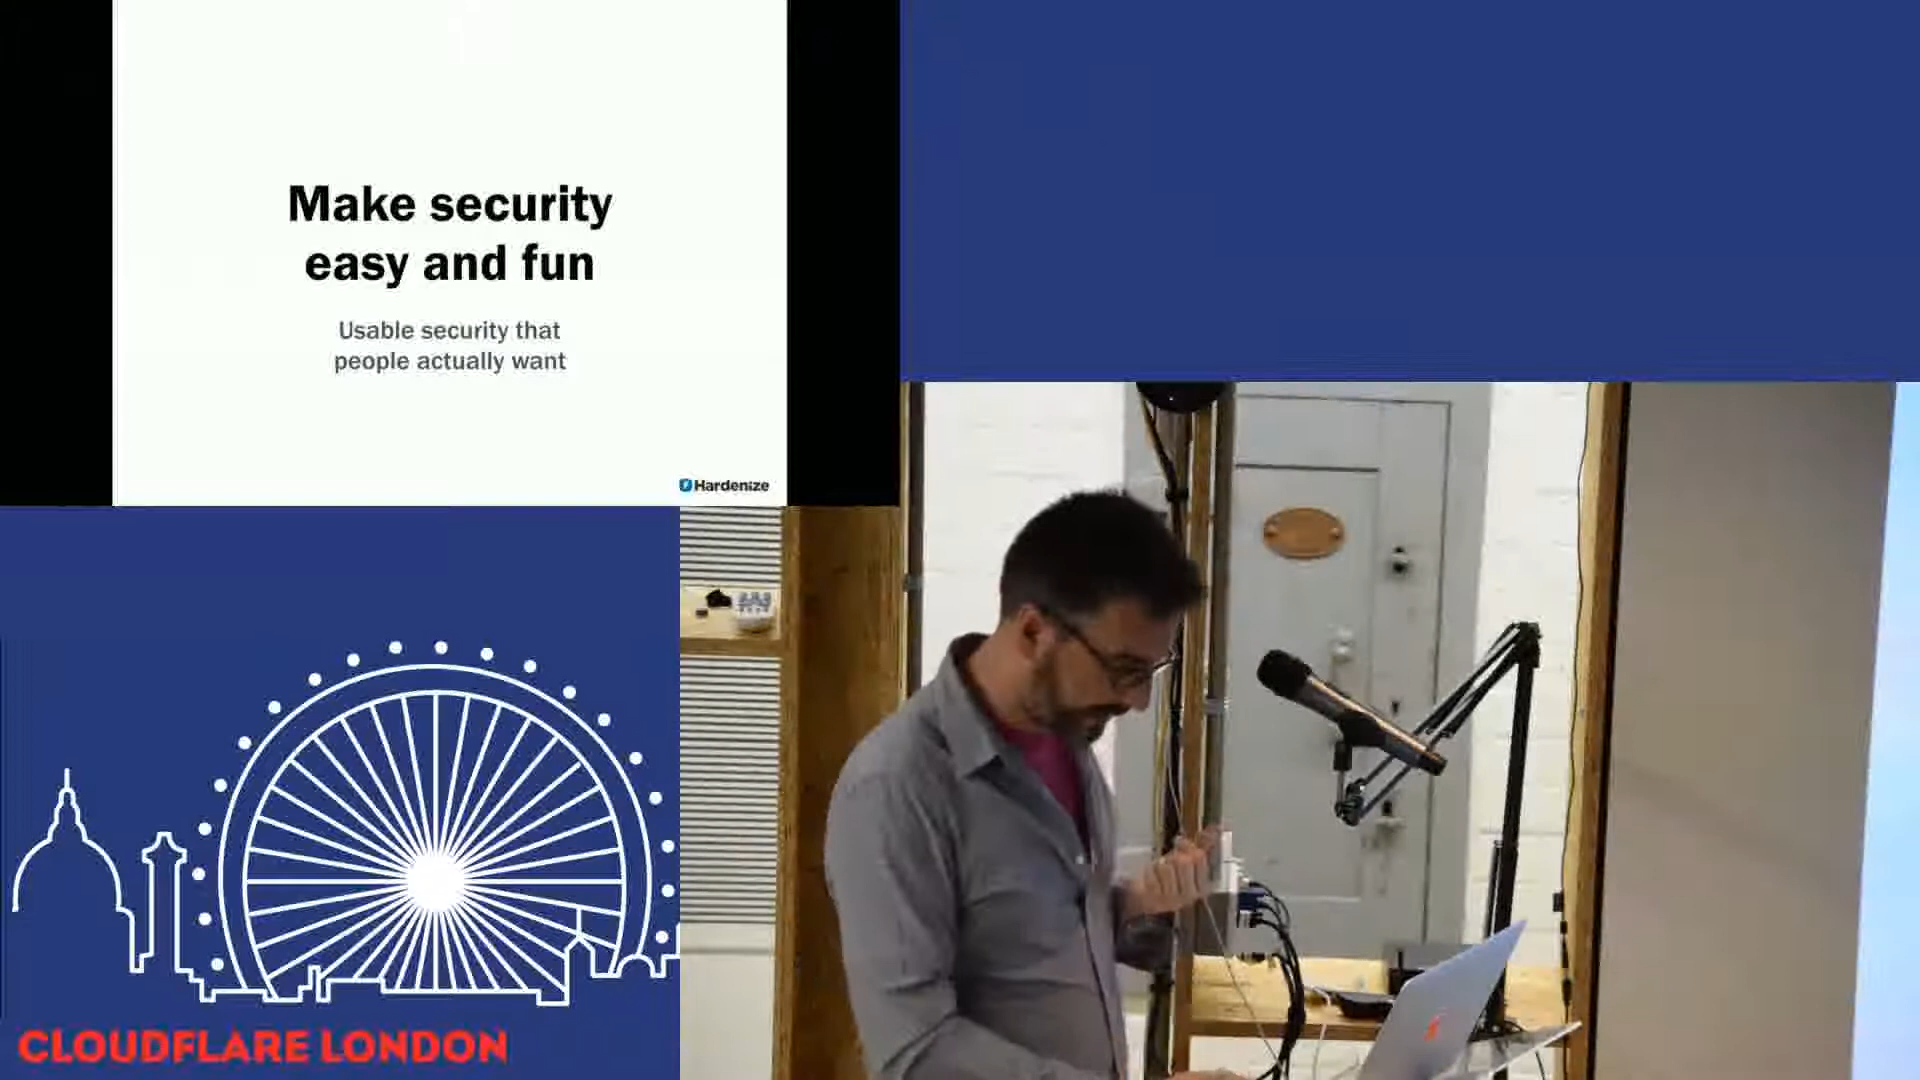 Make security
easy and fun
Usable security that
people actually want
Hardenize
CLOUDFLARE LONDON